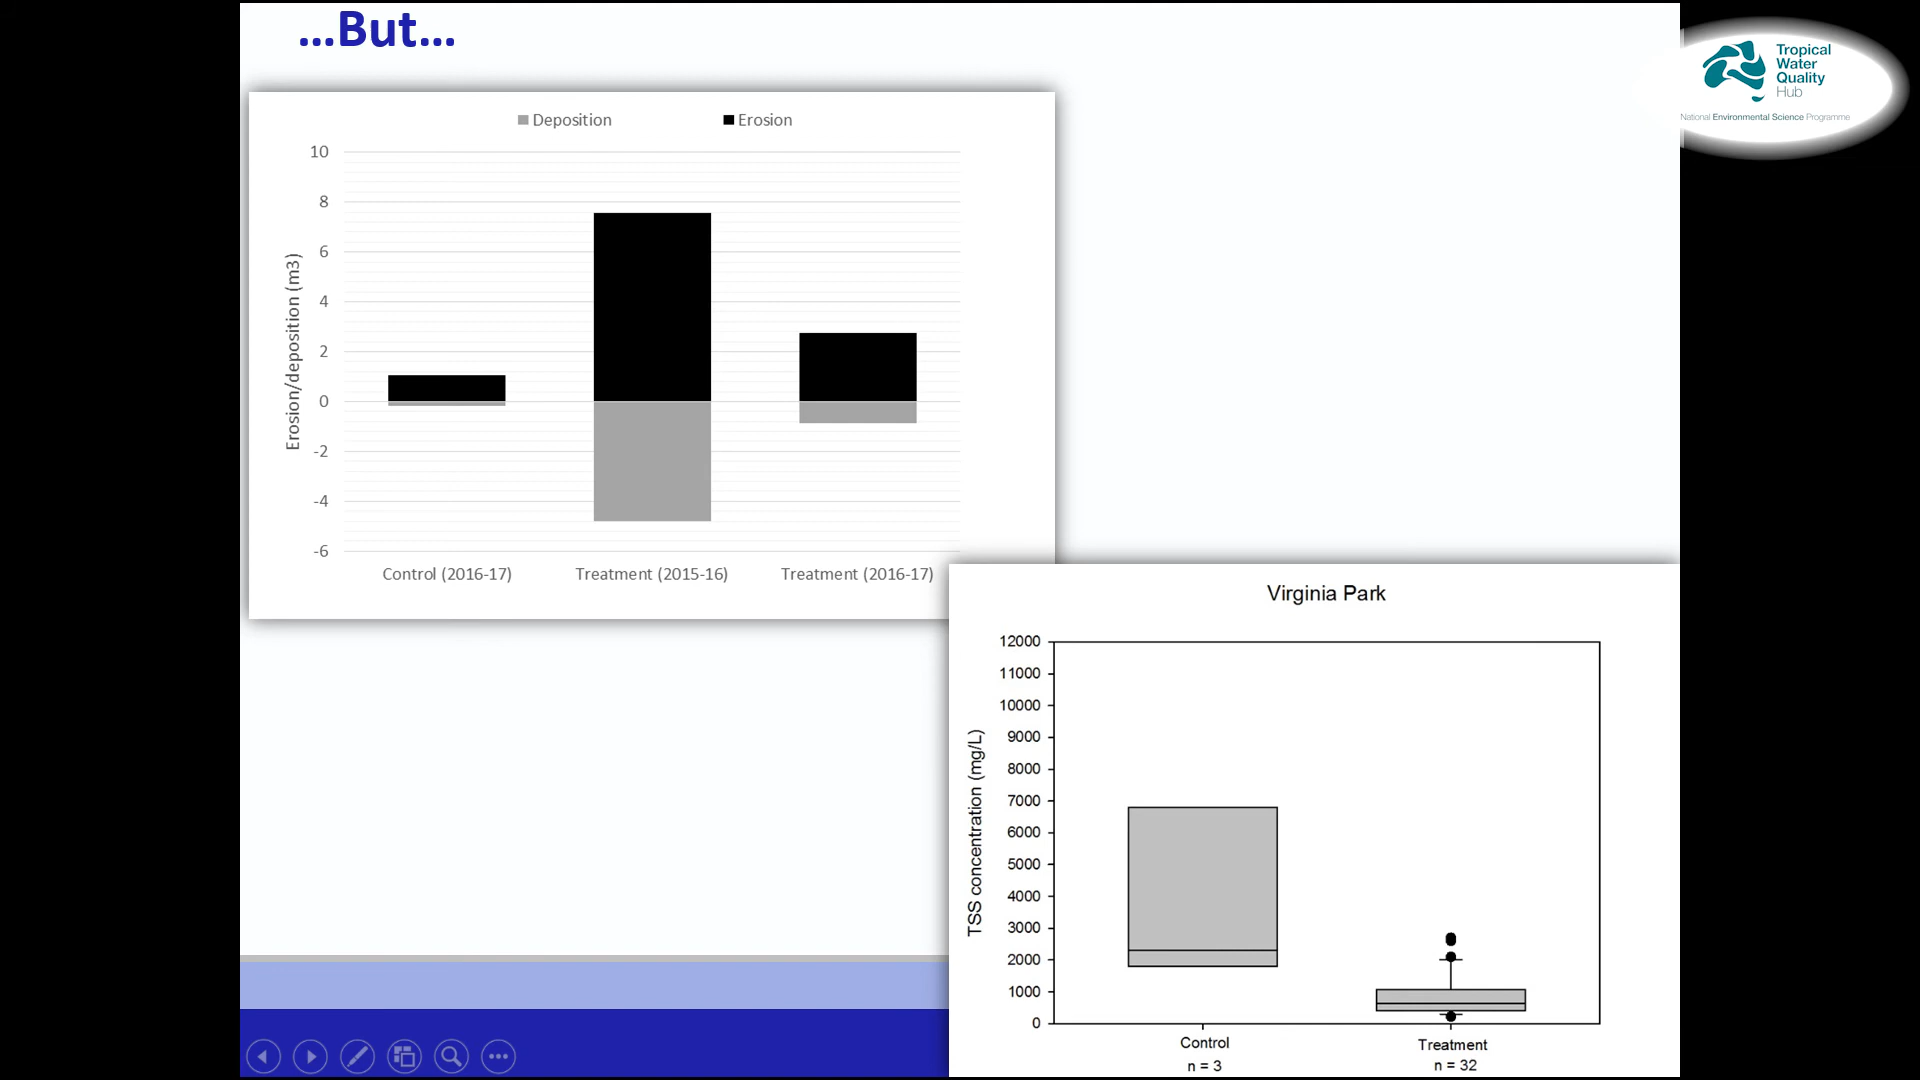 ...But...
Tropical
Water
Quality
Hub
National Environmental Science Programme
Deposition
Erosion
Erosion/deposition (m3)
10
8
6
4
2
0
-2
-4
-6
Control (2016-17)
Treatment (2015-16)
Treatment (2016-17)
Virginia Park
TSS concentration (mg/L)
12000
11000
10000
9000
8000
7000
6000
5000
4000
3000
2000
1000
0
Control
n = 3
Treatment
n = 32